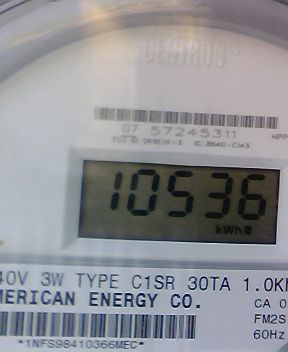 CENTRON®
07 57245311
10536
kWh
40V 3W TYPE C1SR 30TA 1.0K
MERICAN ENERGY CO.
CA 0
FM2S
60Hz
*1NFS98410366MEC*